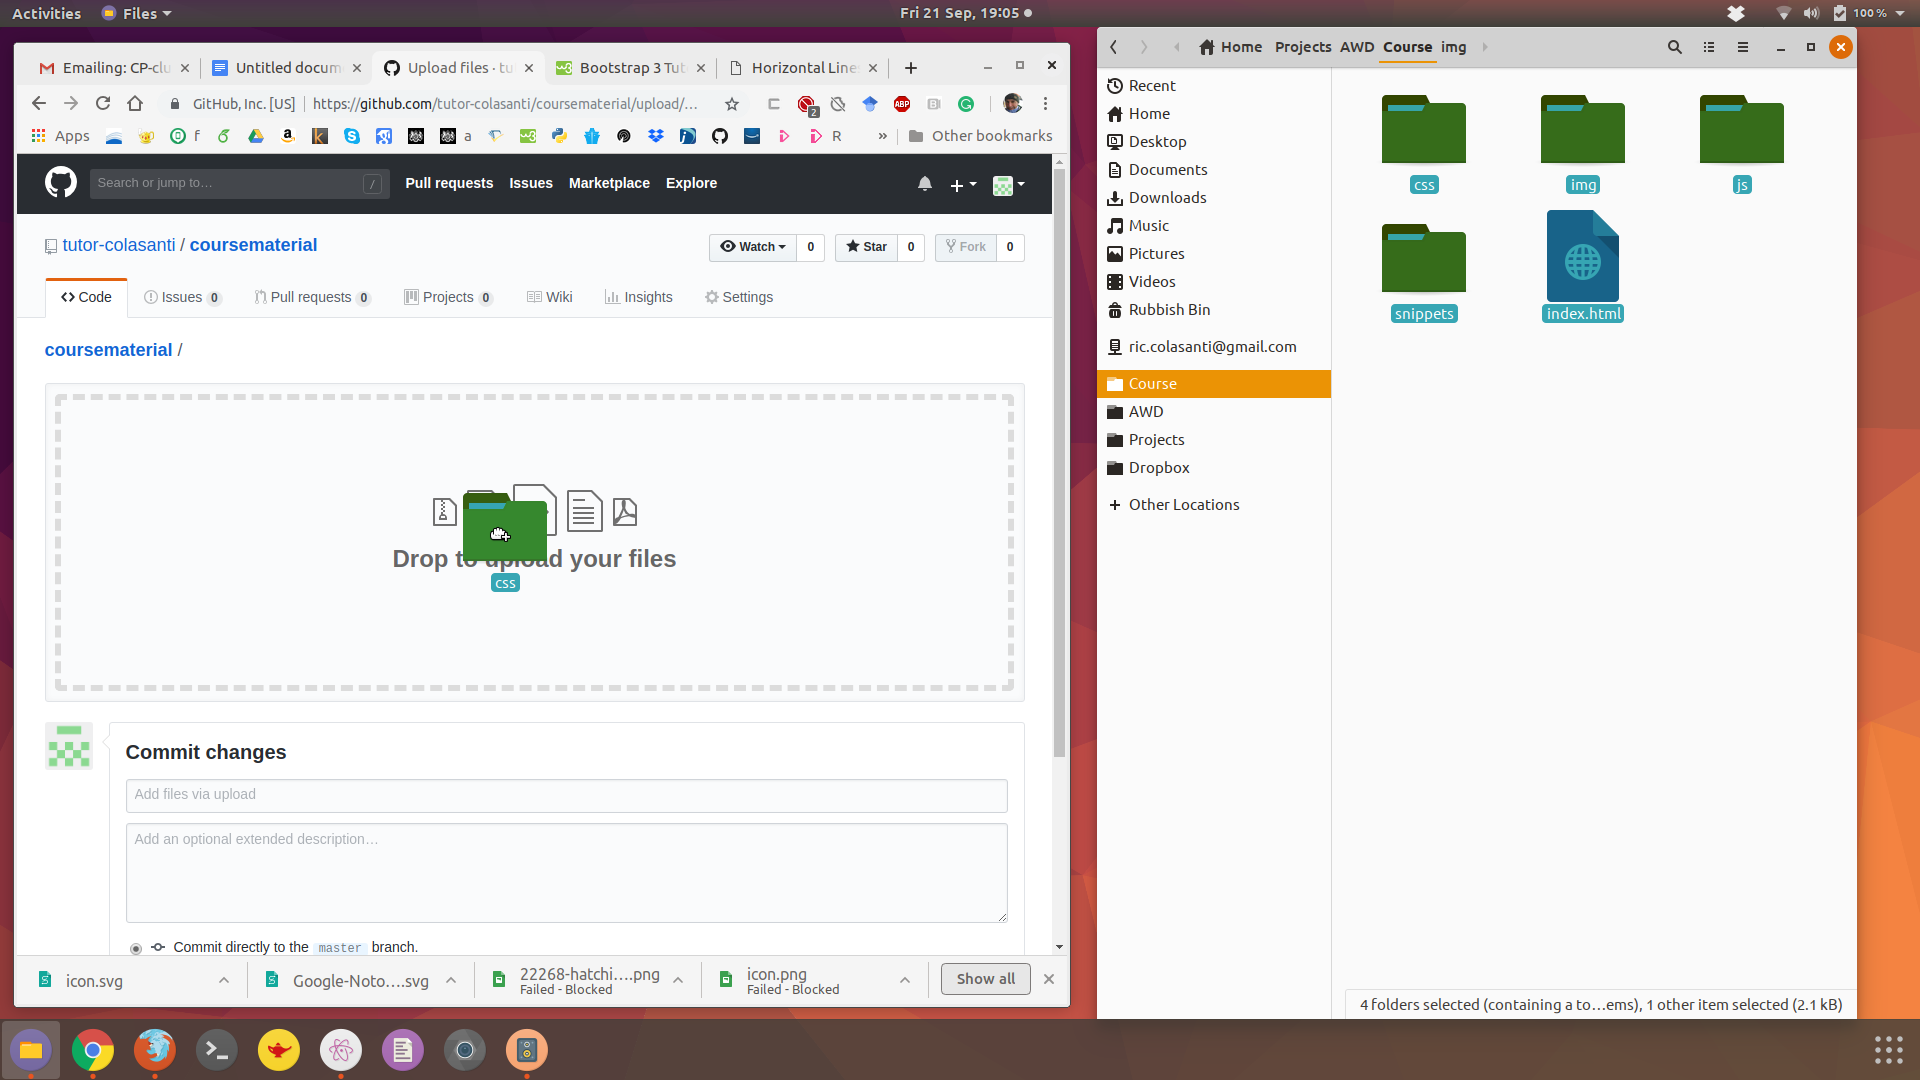 Activities
Files
Fri 21 Sep, 19:05
100 %
Emailing: CP-clu
Untitled docum
Upload files · tu
Bootstrap 3 Tut
Horizontal Line
GitHub, Inc. [US]
https://github.com/tutor-colasanti/coursematerial/upload/...
2
ABP
Apps
f
a
R
»
Other bookmarks
Search or jump to…
/
Pull requests
Issues
Marketplace
Explore
tutor-colasanti / coursematerial
Watch 0
Star 0
Fork 0
Code
Issues 0
Pull requests 0
Projects 0
Wiki
Insights
Settings
coursematerial /
Drop to upload your files
css
Commit changes
Add files via upload
Add an optional extended description…
Commit directly to the master branch.
icon.svg
Google-Noto....svg
22268-hatchi....png
Failed - Blocked
icon.png
Failed - Blocked
Show all
Home
Projects
AWD
Course
img
Recent
Home
Desktop
Documents
Downloads
Music
Pictures
Videos
Rubbish Bin
ric.colasanti@gmail.com
Course
AWD
Projects
Dropbox
Other Locations
css
img
js
snippets
index.html
4 folders selected (containing a to…ems), 1 other item selected (2.1 kB)